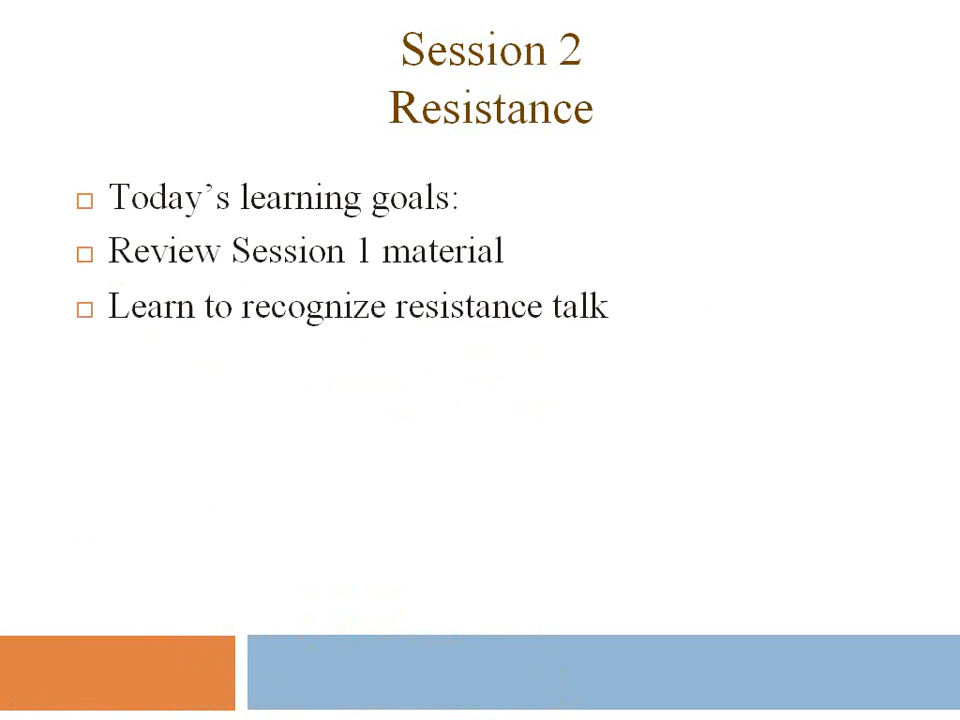 Session 2
Resistance
Today's learning goals:
Review Session 1 material
Learn to recognize resistance talk